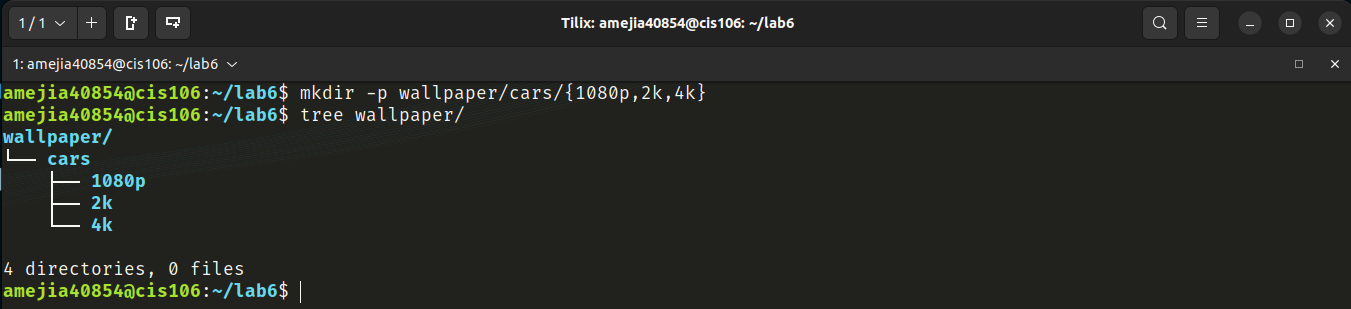 1 / 1
Tilix: amejia40854@cis106: ~/lab6
1: amejia40854@cis106: ~/lab6
amejia40854@cis106:~/lab6$ mkdir -p wallpaper/cars/{1080p,2k,4k}
amejia40854@cis106:~/lab6$ tree wallpaper/
wallpaper/
└── cars
    ├── 1080p
    ├── 2k
    └── 4k

4 directories, 0 files
amejia40854@cis106:~/lab6$